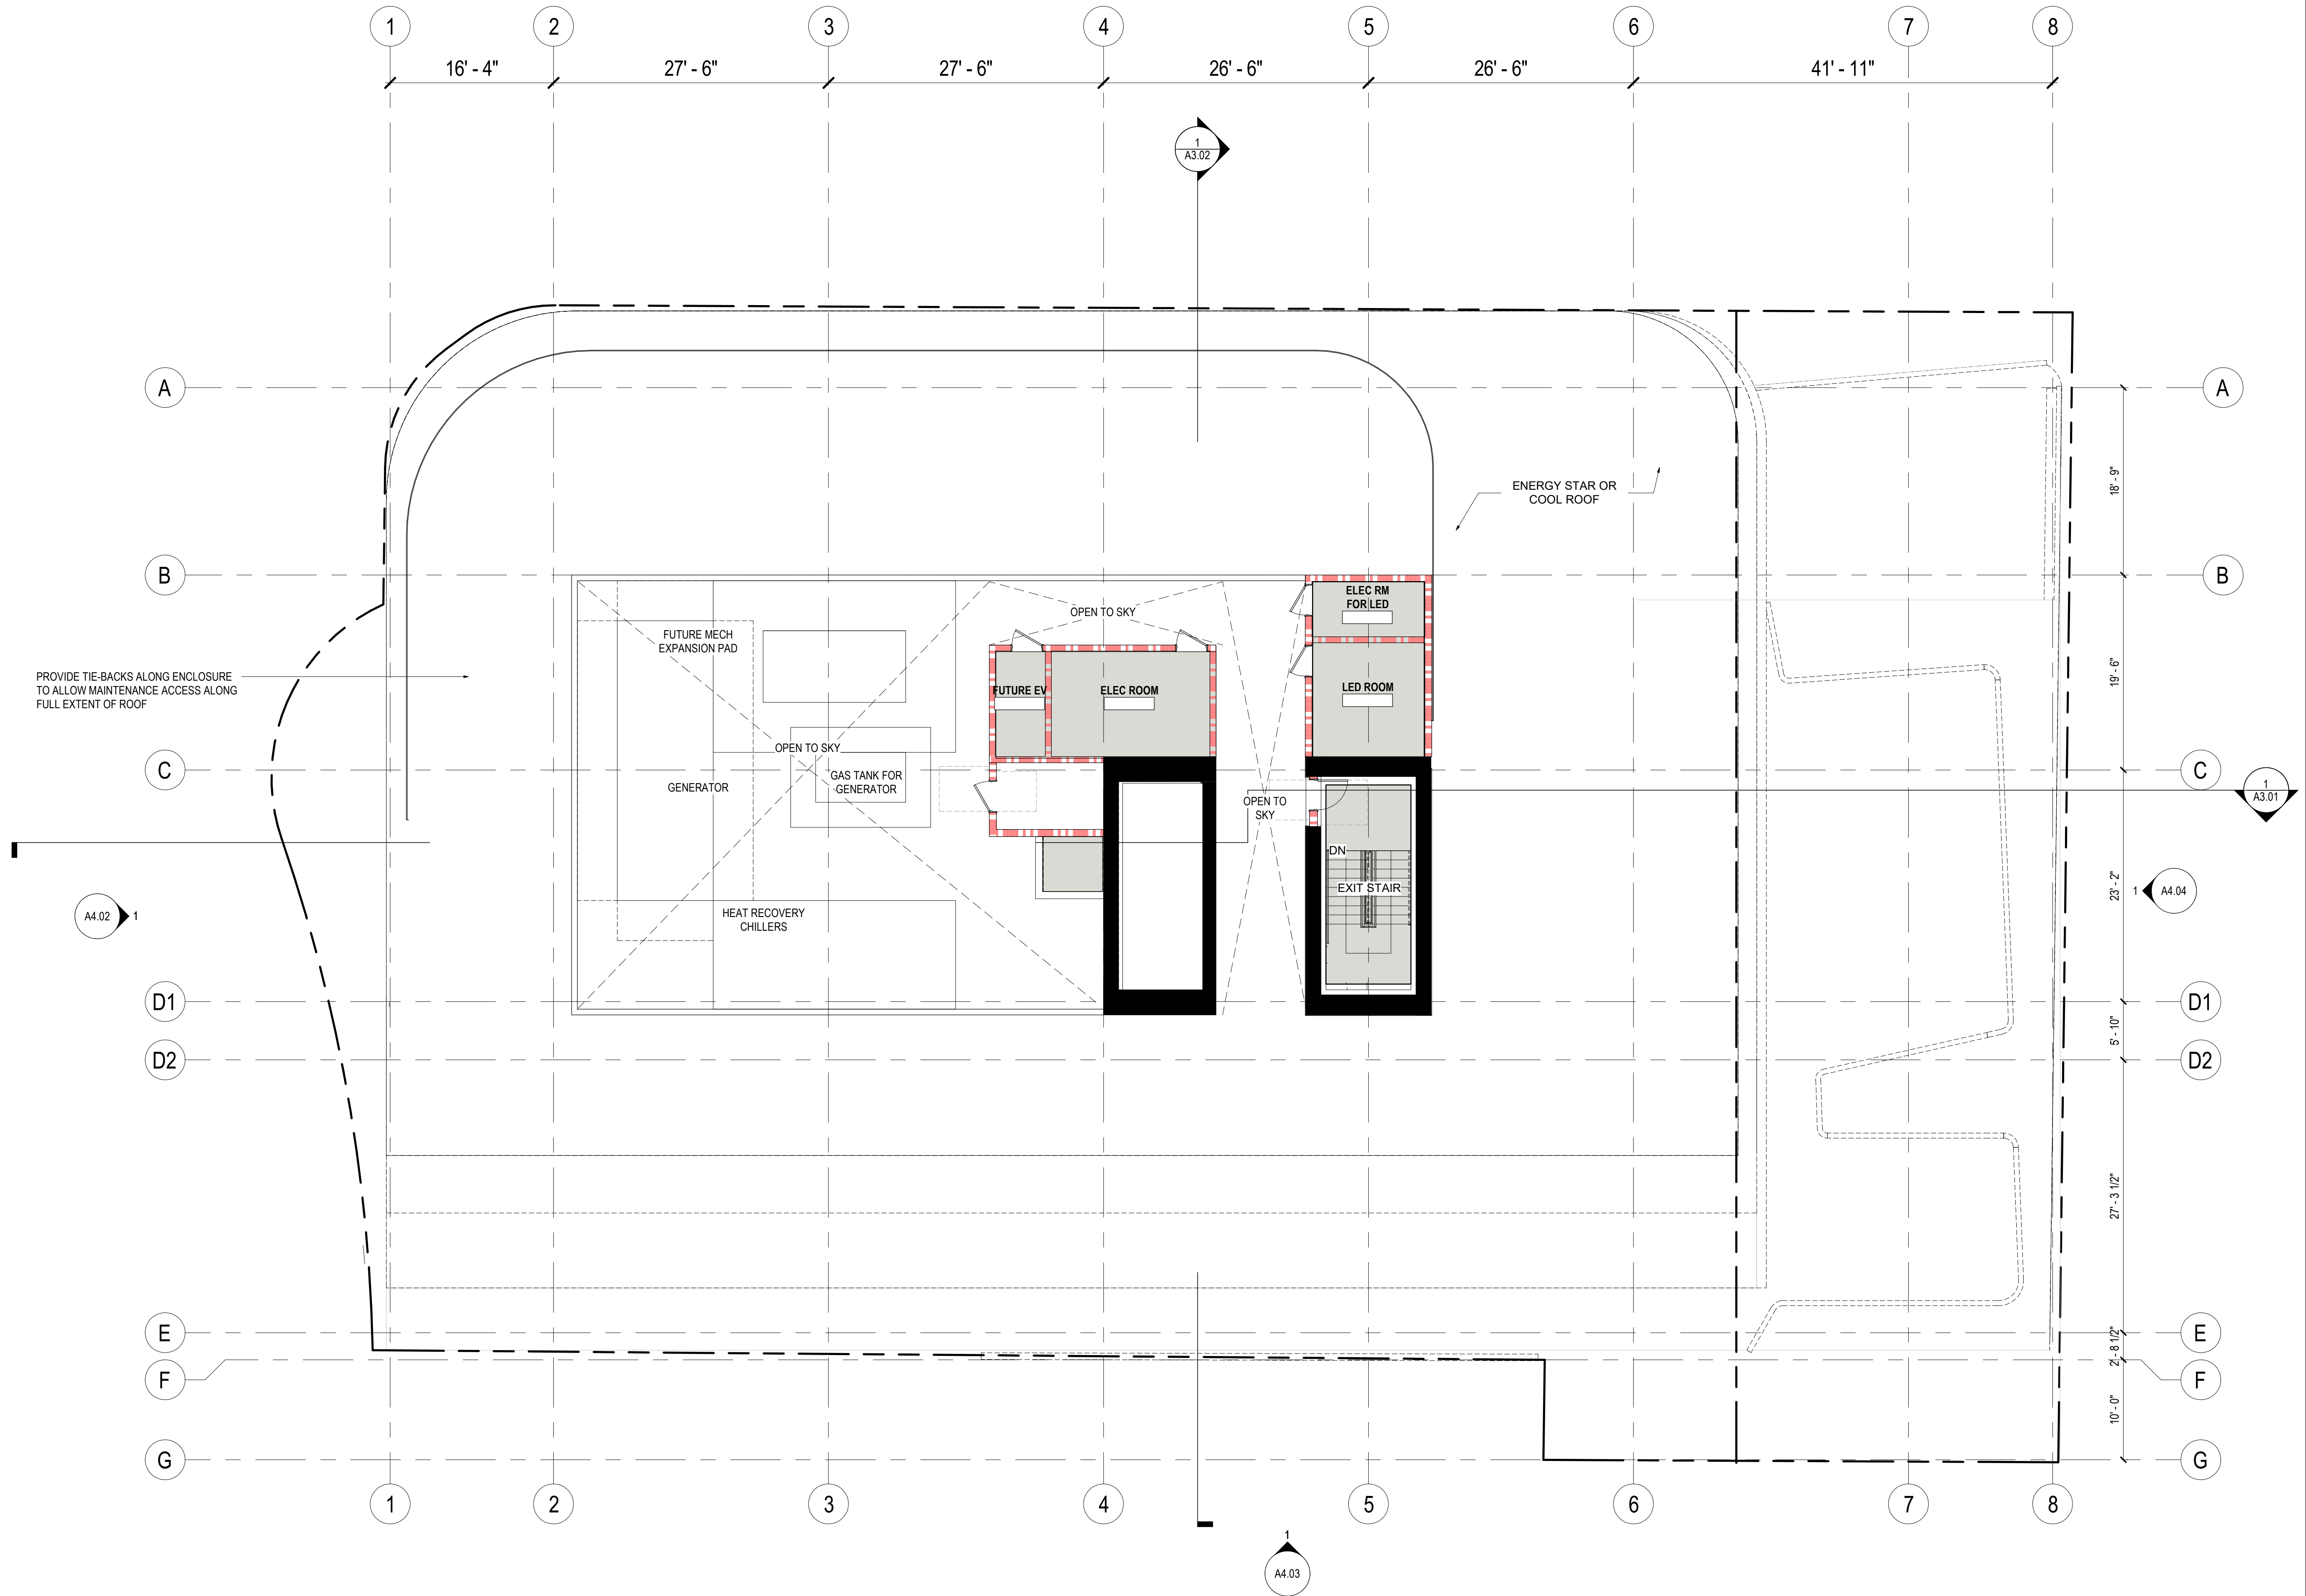 1 2 3 4 5 6 7 8
16' - 4" 27' - 6" 27' - 6" 26' - 6" 26' - 6" 41' - 11"
1
A3.02
A A
18' - 9"
ENERGY STAR OR
COOL ROOF
B B
ELEC RM
FOR LED
OPEN TO SKY
FUTURE MECH
EXPANSION PAD
19' - 6"
PROVIDE TIE-BACKS ALONG ENCLOSURE
TO ALLOW MAINTENANCE ACCESS ALONG
FULL EXTENT OF ROOF
FUTURE EV ELEC ROOM LED ROOM
OPEN TO SKY
C C
GAS TANK FOR
GENERATOR
GENERATOR
OPEN TO
SKY
1
A3.01
DN
EXIT STAIR
23' - 2"
A4.02 1
1 A4.04
HEAT RECOVERY
CHILLERS
D1 D1
5' - 10"
D2 D2
27' - 3 1/2"
E E
2' - 8 1/2"
F F
10' - 0"
G G
1 2 3 4 5 6 7 8
1
A4.03